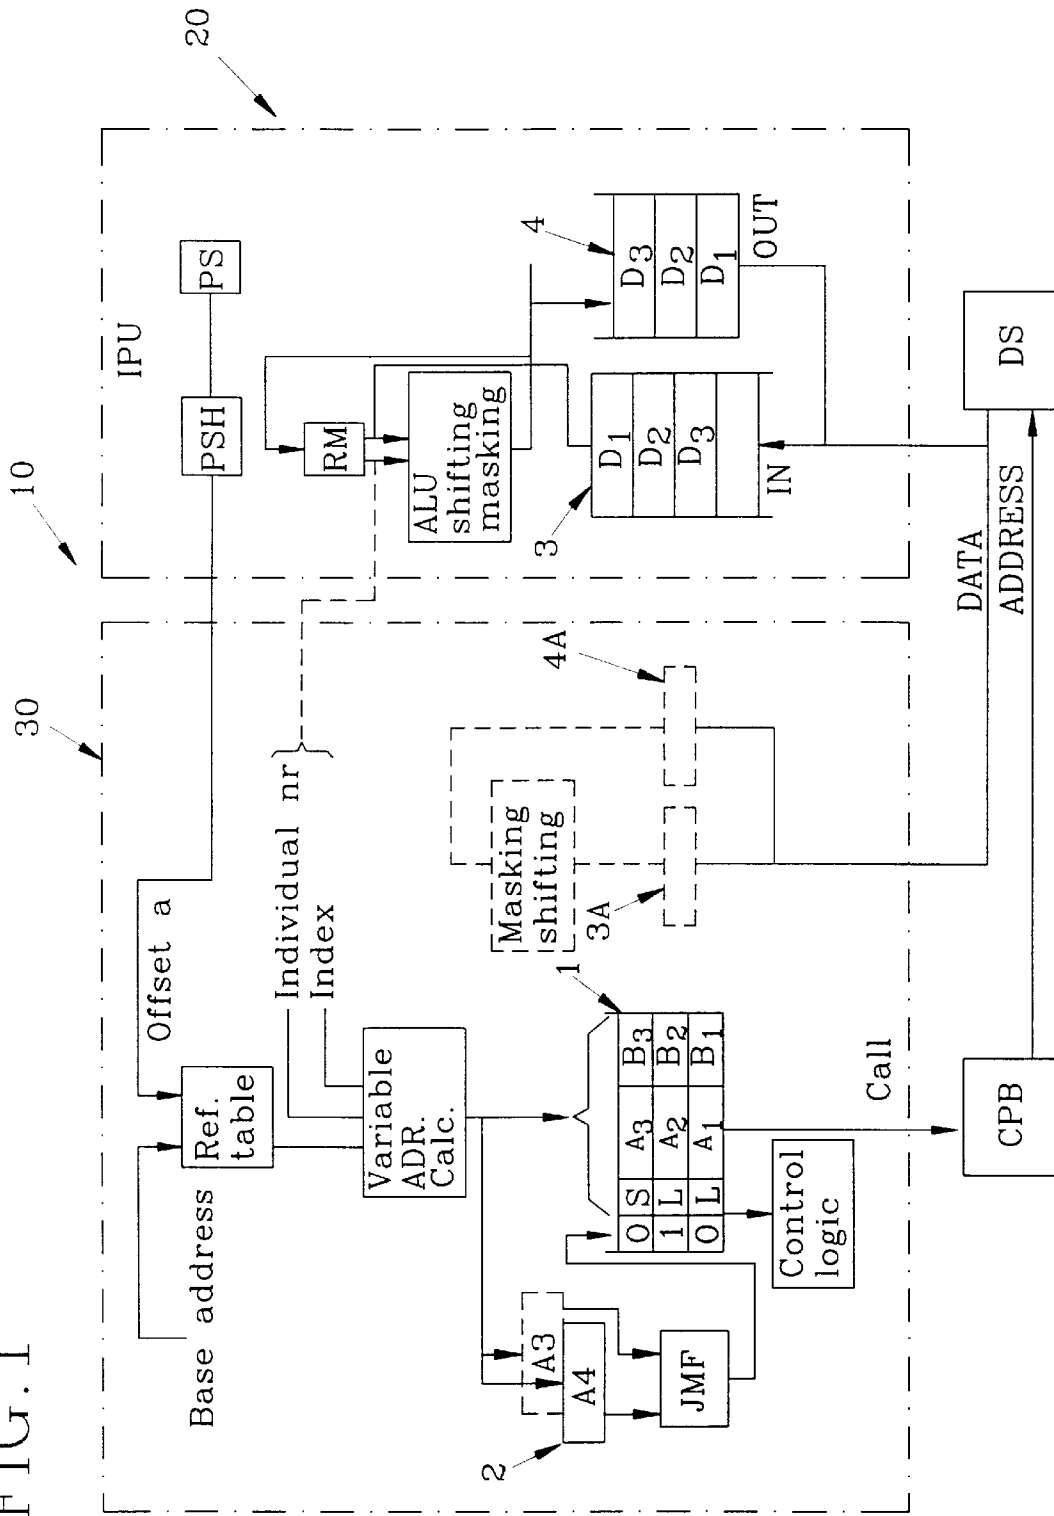 FIG. 1
30
10
20
IPU
Base address
Offset a
Ref.
table
PSH
PS
Individual nr
Index
Variable
ADR.
Calc.
RM
ALU
shifting
masking
Masking
shifting
3A
4A
1
2
3
4
A3
A4
JMF
0 S A3 B3
1 L A2 B2
0 L A1 B1
Control
logic
Call
D1
D2
D3
IN
D3
D2
D1
OUT
DATA
ADDRESS
CPB
DS